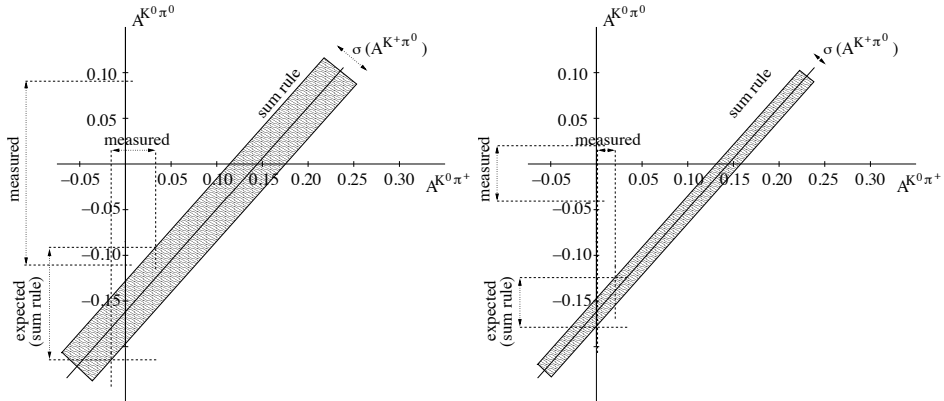 A^{K^0π^0}
σ (A^{K+π^0})
sum rule
0.10
0.05
measured
measured
−0.05
0.05
0.10
0.15
0.20
0.25
0.30
A^{K^0π^+}
−0.05
−0.10
−0.15
expected
(sum rule)
A^{K^0π^0}
σ (A^{K+π^0})
sum rule
0.10
0.05
measured
measured
−0.05
0.05
0.10
0.15
0.20
0.25
0.30
A^{K^0π^+}
−0.05
−0.10
−0.15
expected
(sum rule)